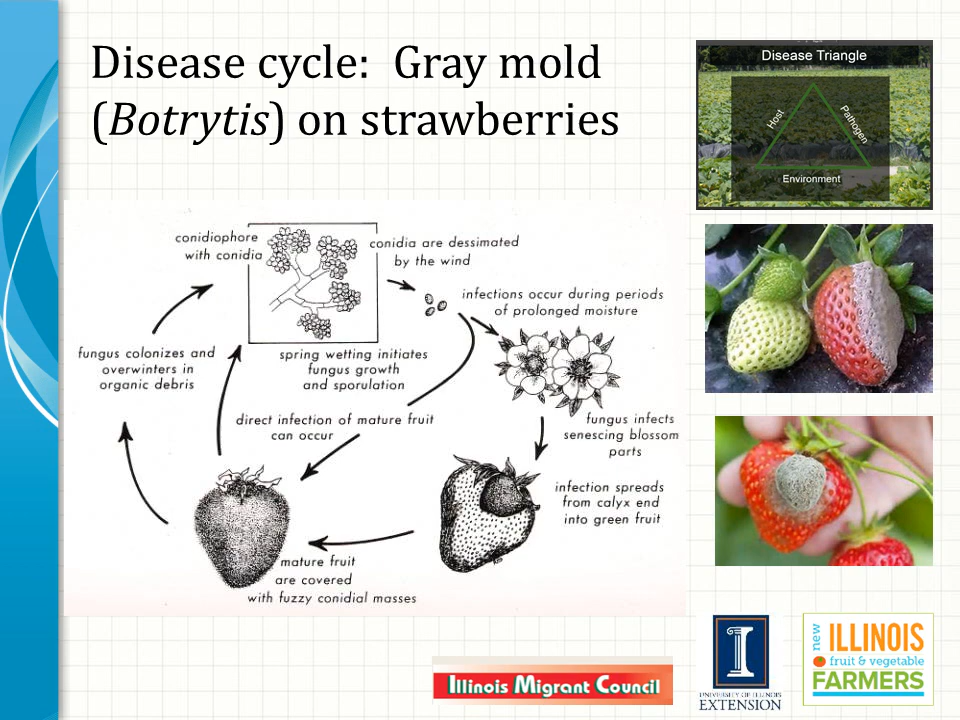 Disease cycle:  Gray mold
(Botrytis) on strawberries
Disease Triangle
Host
Pathogen
Environment
conidiophore
with conidia
conidia are dessimated
by the wind
infections occur during periods
of prolonged moisture
fungus colonizes and
overwinters in
organic debris
spring wetting initiates
fungus growth
and sporulation
direct infection of mature fruit
can occur
fungus infects
senescing blossom
parts
infection spreads
from calyx end
into green fruit
mature fruit
are covered
with fuzzy conidial masses
Illinois Migrant Council
I
UNIVERSITY OF ILLINOIS
EXTENSION
new
ILLINOIS
fruit & vegetable
FARMERS